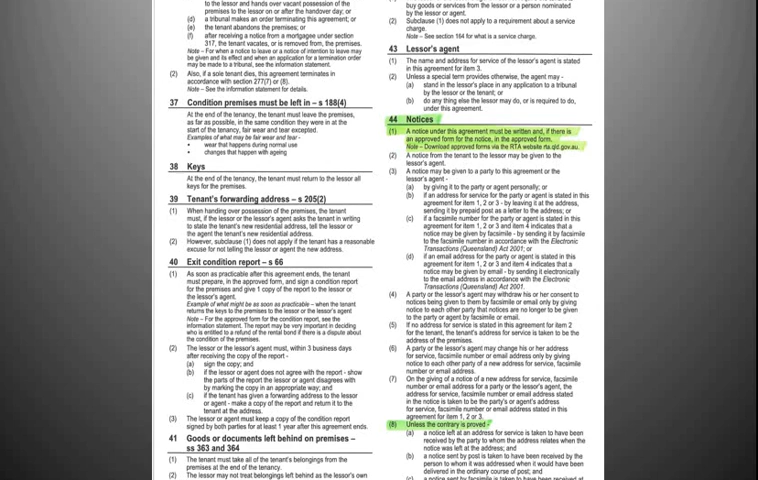 to the lessor and hands over vacant possession of the
premises to the lessor on or after the handover day; or
(d) a tribunal makes an order terminating this agreement; or
(e) the tenant abandons the premises; or
(f) after receiving a notice from a mortgagee under section
317, the tenant vacates, or is removed from, the premises.
Note – For when a notice to leave or a notice of intention to leave may
be given and its effect and when an application for a termination order
may be made to a tribunal, see the information statement.
(2) Also, if a sole tenant dies, this agreement terminates in
accordance with section 277(7) or (8).
Note – See the information statement for details.
37 Condition premises must be left in – s 188(4)
At the end of the tenancy, the tenant must leave the premises,
as far as possible, in the same condition they were in at the
start of the tenancy, fair wear and tear excepted.
Examples of what may be fair wear and tear -
• wear that happens during normal use
• changes that happen with ageing
38 Keys
At the end of the tenancy, the tenant must return to the lessor all
keys for the premises.
39 Tenant's forwarding address – s 205(2)
(1) When handing over possession of the premises, the tenant
must, if the lessor or the lessor's agent asks the tenant in writing
to state the tenant's new residential address, tell the lessor or
the agent the tenant's new residential address.
(2) However, subclause (1) does not apply if the tenant has a reasonable
excuse for not telling the lessor or agent the new address.
40 Exit condition report – s 66
(1) As soon as practicable after this agreement ends, the tenant
must prepare, in the approved form, and sign a condition report
for the premises and give 1 copy of the report to the lessor or
the lessor's agent.
Example of what might be as soon as practicable – when the tenant
returns the keys to the premises to the lessor or the lessor's agent
Note – For the approved form for the condition report, see the
information statement. The report may be very important in deciding
who is entitled to a refund of the rental bond if there is a dispute about
the condition of the premises.
(2) The lessor or the lessor's agent must, within 3 business days
after receiving the copy of the report -
(a) sign the copy; and
(b) if the lessor or agent does not agree with the report - show
the parts of the report the lessor or agent disagrees with
by marking the copy in an appropriate way; and
(c) if the tenant has given a forwarding address to the lessor
or agent - make a copy of the report and return it to the
tenant at the address.
(3) The lessor or agent must keep a copy of the condition report
signed by both parties for at least 1 year after this agreement ends.
41 Goods or documents left behind on premises –
ss 363 and 364
(1) The tenant must take all of the tenant's belongings from the
premises at the end of the tenancy.
(2) The lessor may not treat belongings left behind as the lessor's own
buy goods or services from the lessor or a person nominated
by the lessor or agent.
(2) Subclause (1) does not apply to a requirement about a service
charge.
Note – See section 164 for what is a service charge.
43 Lessor's agent
(1) The name and address for service of the lessor's agent is stated
in this agreement for item 3.
(2) Unless a special term provides otherwise, the agent may -
(a) stand in the lessor's place in any application to a tribunal
by the lessor or the tenant; or
(b) do any thing else the lessor may do, or is required to do,
under this agreement.
44 Notices
(1) A notice under this agreement must be written and, if there is
an approved form for the notice, in the approved form.
Note – Download approved forms via the RTA website rta.qld.gov.au.
(2) A notice from the tenant to the lessor may be given to the
lessor's agent.
(3) A notice may be given to a party to this agreement or the
lessor's agent -
(a) by giving it to the party or agent personally; or
(b) if an address for service for the party or agent is stated in this
agreement for item 1, 2 or 3 - by leaving it at the address,
sending it by prepaid post as a letter to the address; or
(c) if a facsimile number for the party or agent is stated in this
agreement for item 1, 2 or 3 and item 4 indicates that a
notice may be given by facsimile - by sending it by facsimile
to the facsimile number in accordance with the Electronic
Transactions (Queensland) Act 2001; or
(d) if an email address for the party or agent is stated in this
agreement for item 1, 2 or 3 and item 4 indicates that a
notice may be given by email - by sending it electronically
to the email address in accordance with the Electronic
Transactions (Queensland) Act 2001.
(4) A party or the lessor's agent may withdraw his or her consent to
notices being given to them by facsimile or email only by giving
notice to each other party that notices are no longer to be given
to the party or agent by facsimile or email.
(5) If no address for service is stated in this agreement for item 2
for the tenant, the tenant's address for service is taken to be the
address of the premises.
(6) A party or the lessor's agent may change his or her address
for service, facsimile number or email address only by giving
notice to each other party of a new address for service, facsimile
number or email address.
(7) On the giving of a notice of a new address for service, facsimile
number or email address for a party or the lessor's agent, the
address for service, facsimile number or email address stated
in the notice is taken to be the party's or agent's address
for service, facsimile number or email address stated in this
agreement for item 1, 2 or 3.
(8) Unless the contrary is proved -
(a) a notice left at an address for service is taken to have been
received by the party to whom the address relates when the
notice was left at the address; and
(b) a notice sent by post is taken to have been received by the
person to whom it was addressed when it would have been
delivered in the ordinary course of post; and